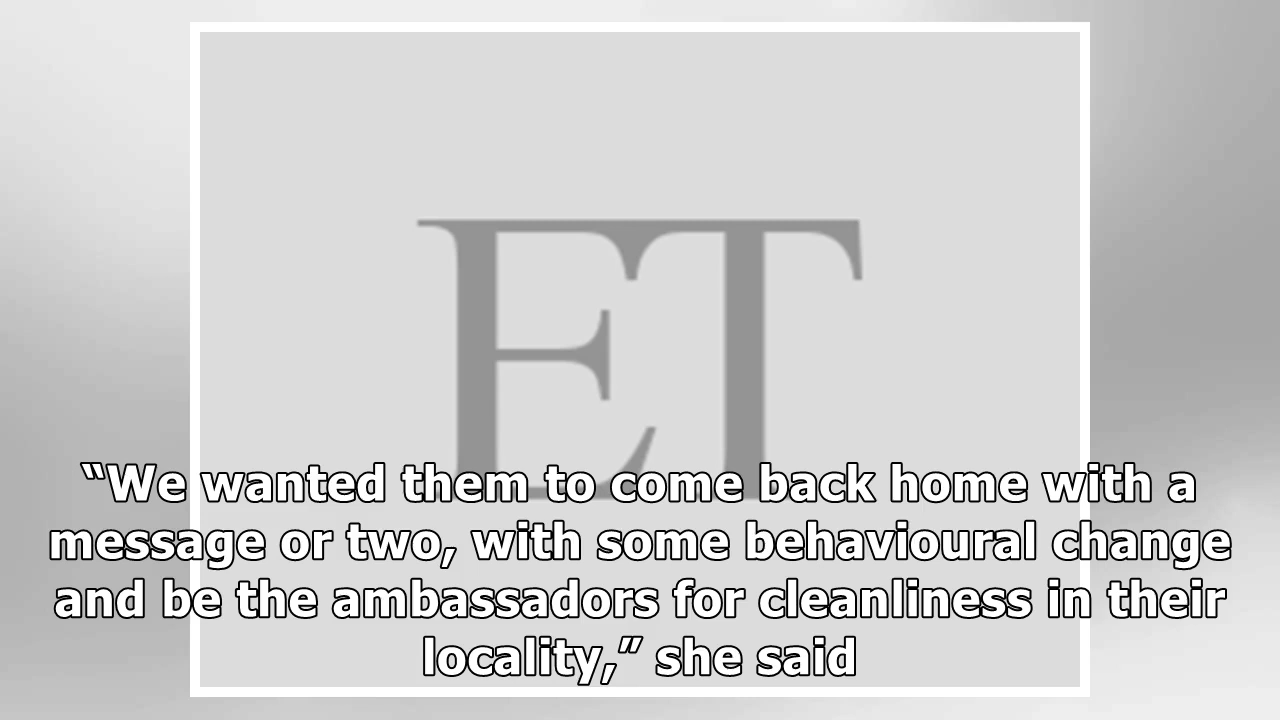 ET
“We wanted them to come back home with a
message or two, with some behavioural change
and be the ambassadors for cleanliness in their
locality,” she said